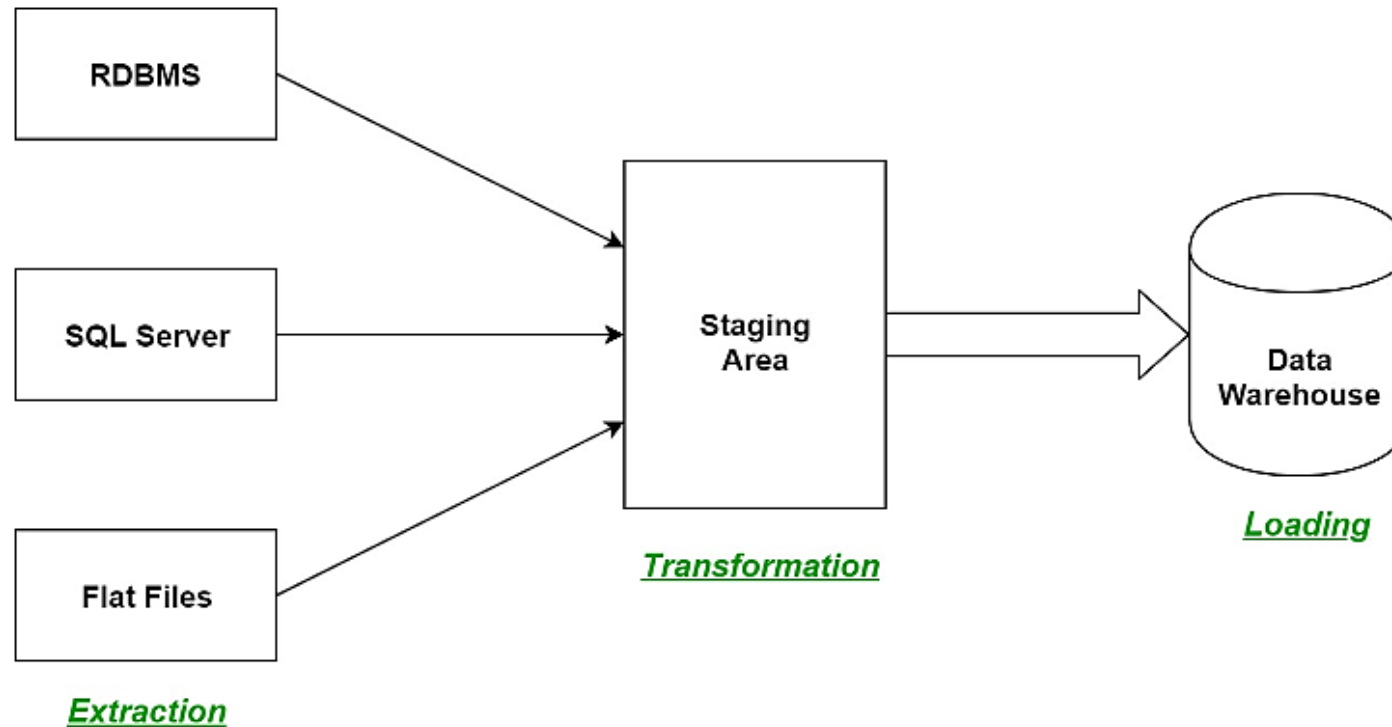 RDBMS
SQL Server
Flat Files
Extraction
Staging
Area
Transformation
Data
Warehouse
Loading